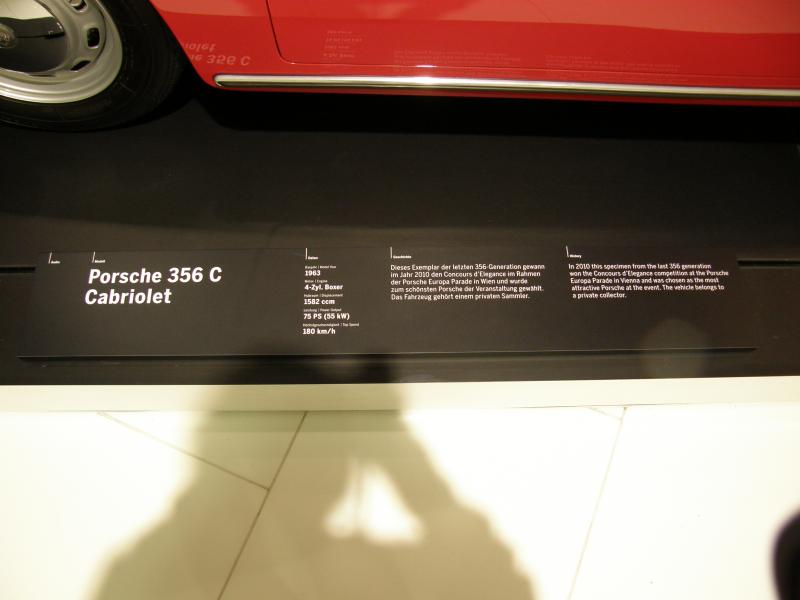 Audio
Modell
Porsche 356 C
Cabriolet
Daten
Baujahr | Model Year
1963
Motor | Engine
4-Zyl. Boxer
Hubraum | Displacement
1582 ccm
Leistung | Power Output
75 PS (55 kW)
Höchstgeschwindigkeit | Top Speed
180 km/h
Geschichte
Dieses Exemplar der letzten 356-Generation gewann
im Jahr 2010 den Concours d'Elegance im Rahmen
der Porsche Europa Parade in Wien und wurde
zum schönsten Porsche der Veranstaltung gewählt.
Das Fahrzeug gehört einem privaten Sammler.
History
In 2010 this specimen from the last 356 generation
won the Concours d'Elegance competition at the Porsche
Europa Parade in Vienna and was chosen as the most
attractive Porsche at the event. The vehicle belongs to
a private collector.